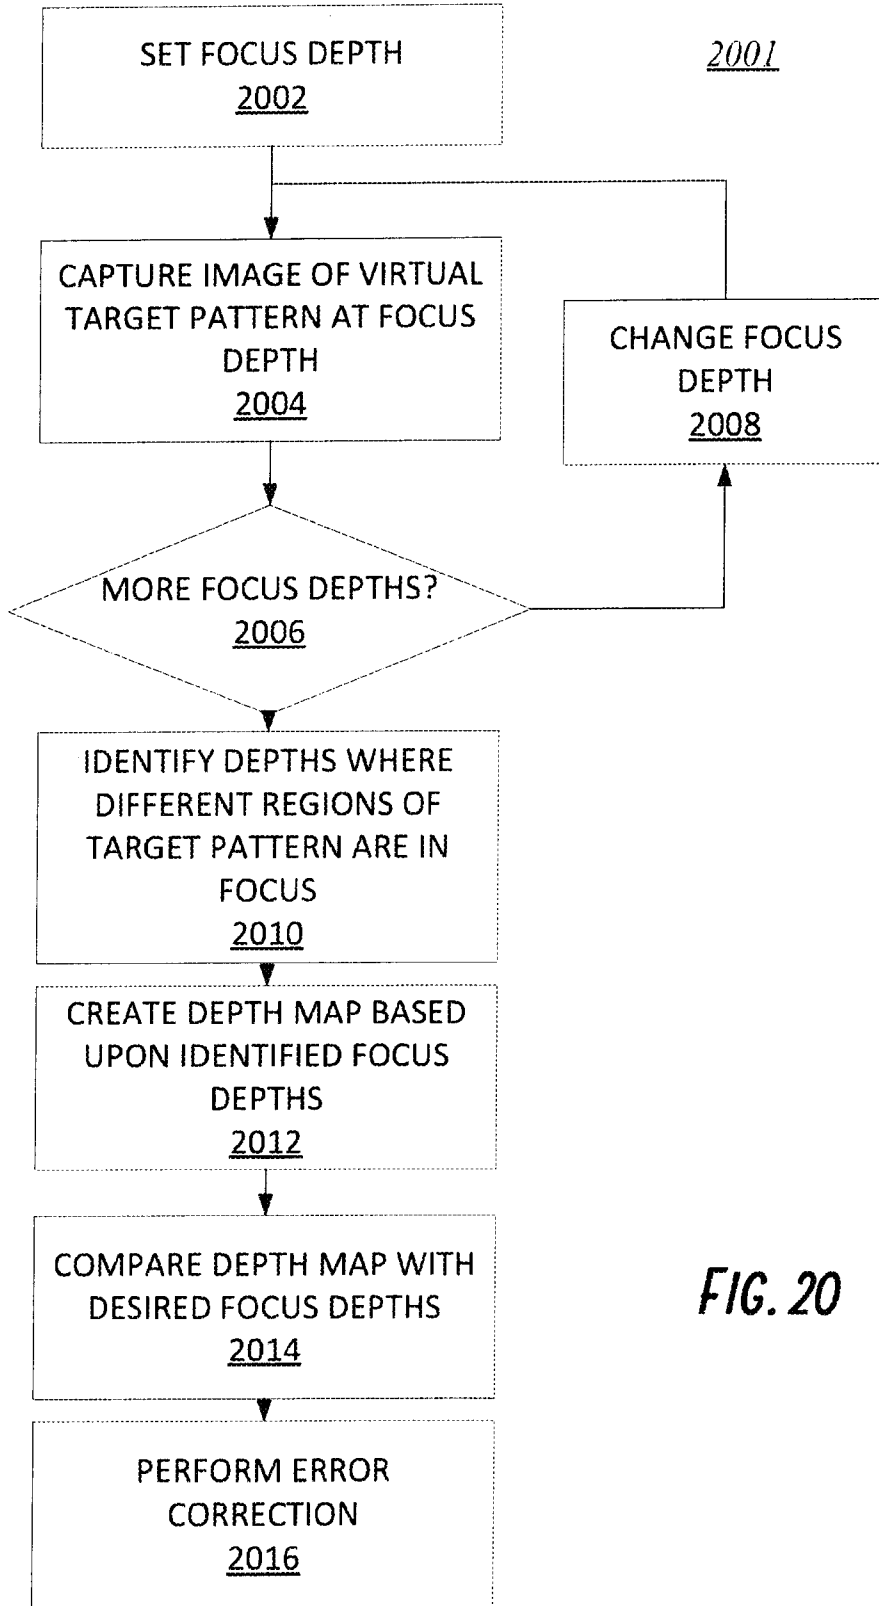 SET FOCUS DEPTH
2002
2001
CAPTURE IMAGE OF VIRTUAL
TARGET PATTERN AT FOCUS
DEPTH
2004
CHANGE FOCUS
DEPTH
2008
MORE FOCUS DEPTHS?
2006
IDENTIFY DEPTHS WHERE
DIFFERENT REGIONS OF
TARGET PATTERN ARE IN
FOCUS
2010
CREATE DEPTH MAP BASED
UPON IDENTIFIED FOCUS
DEPTHS
2012
COMPARE DEPTH MAP WITH
DESIRED FOCUS DEPTHS
2014
FIG. 20
PERFORM ERROR
CORRECTION
2016